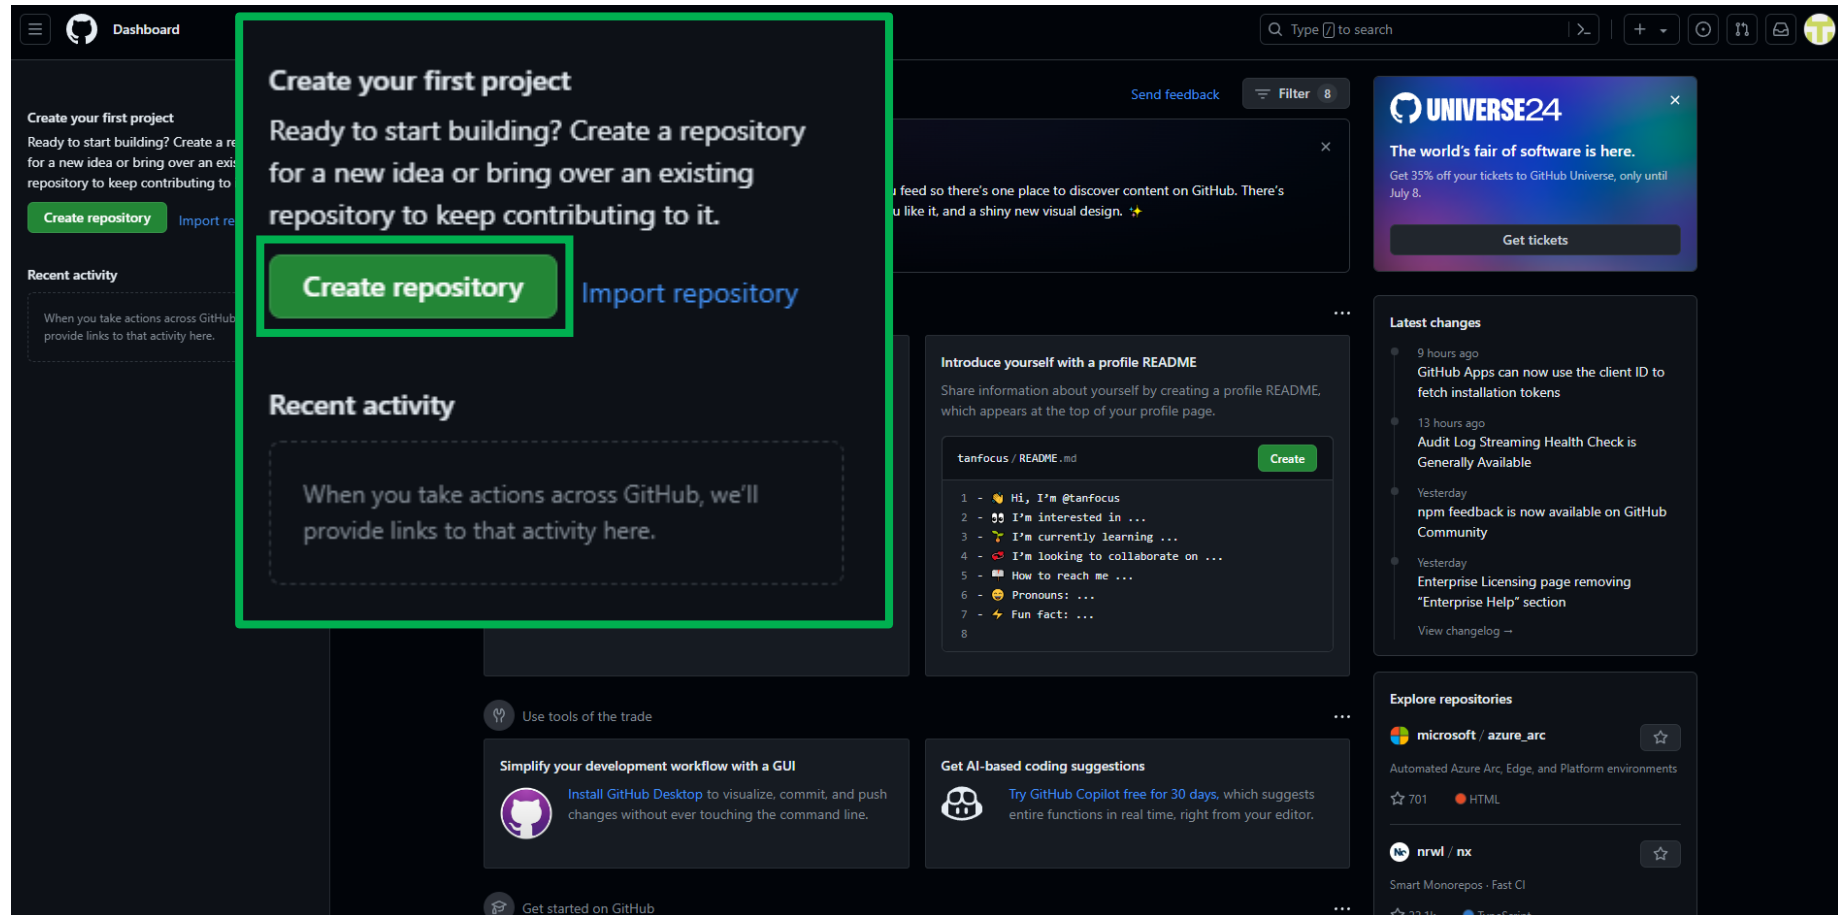 Dashboard
Type / to search
Create your first project
Ready to start building? Create a re
for a new idea or bring over an exis
repository to keep contributing to
Create repository
Import re
Recent activity
When you take actions across GitHub
provide links to that activity here.
Create your first project
Ready to start building? Create a repository
for a new idea or bring over an existing
repository to keep contributing to it.
Create repository
Import repository
Recent activity
When you take actions across GitHub, we'll
provide links to that activity here.
Send feedback
Filter 8
feed so there's one place to discover content on GitHub. There's
u like it, and a shiny new visual design. ✨
Introduce yourself with a profile README
Share information about yourself by creating a profile README,
which appears at the top of your profile page.
tanfocus / README.md
Create
1 - 👋 Hi, I'm @tanfocus
2 - 👀 I'm interested in ...
3 - 🌱 I'm currently learning ...
4 - 💞️ I'm looking to collaborate on ...
5 - 📫 How to reach me ...
6 - 😄 Pronouns: ...
7 - ⚡ Fun fact: ...
8
Use tools of the trade
Simplify your development workflow with a GUI
Install GitHub Desktop to visualize, commit, and push
changes without ever touching the command line.
Get AI-based coding suggestions
Try GitHub Copilot free for 30 days, which suggests
entire functions in real time, right from your editor.
Get started on GitHub
UNIVERSE24
The world's fair of software is here.
Get 35% off your tickets to GitHub Universe, only until
July 8.
Get tickets
Latest changes
9 hours ago
GitHub Apps can now use the client ID to
fetch installation tokens
13 hours ago
Audit Log Streaming Health Check is
Generally Available
Yesterday
npm feedback is now available on GitHub
Community
Yesterday
Enterprise Licensing page removing
"Enterprise Help" section
View changelog →
Explore repositories
microsoft / azure_arc
Automated Azure Arc, Edge, and Platform environments
701
HTML
nrwl / nx
Smart Monorepos · Fast CI
TypeScript